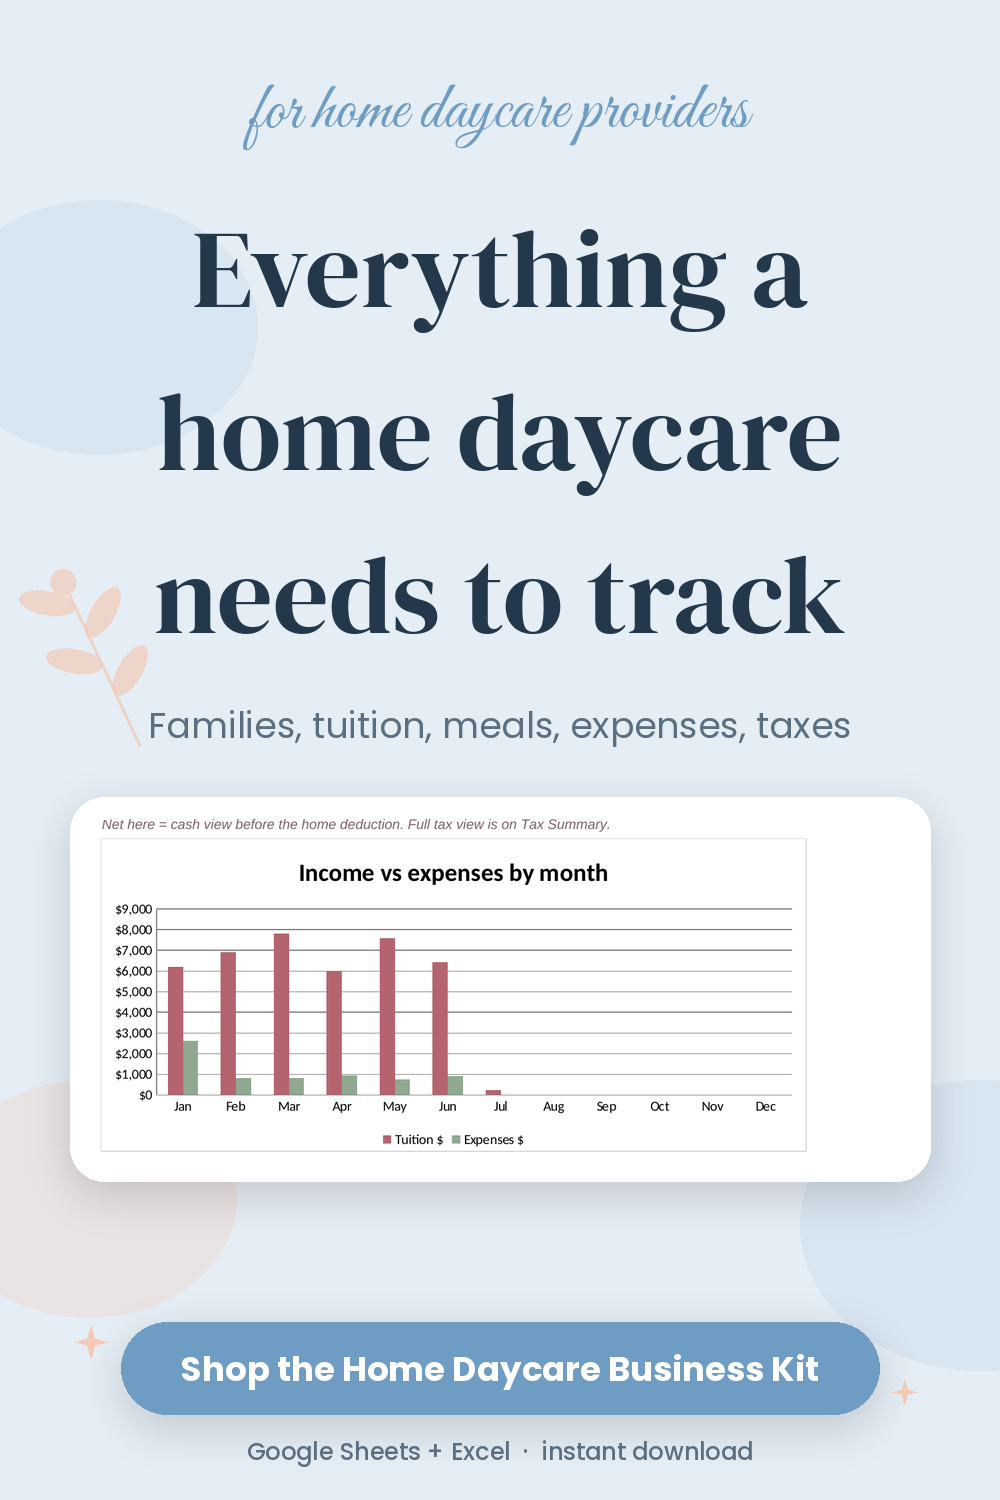 for home daycare providers
Everything a
home daycare
needs to track
Families, tuition, meals, expenses, taxes
Net here = cash view before the home deduction. Full tax view is on Tax Summary.
Income vs expenses by month
$9,000
$8,000
$7,000
$6,000
$5,000
$4,000
$3,000
$2,000
$1,000
$0
Jan Feb Mar Apr May Jun Jul Aug Sep Oct Nov Dec
Tuition $ Expenses $
Shop the Home Daycare Business Kit
Google Sheets + Excel · instant download